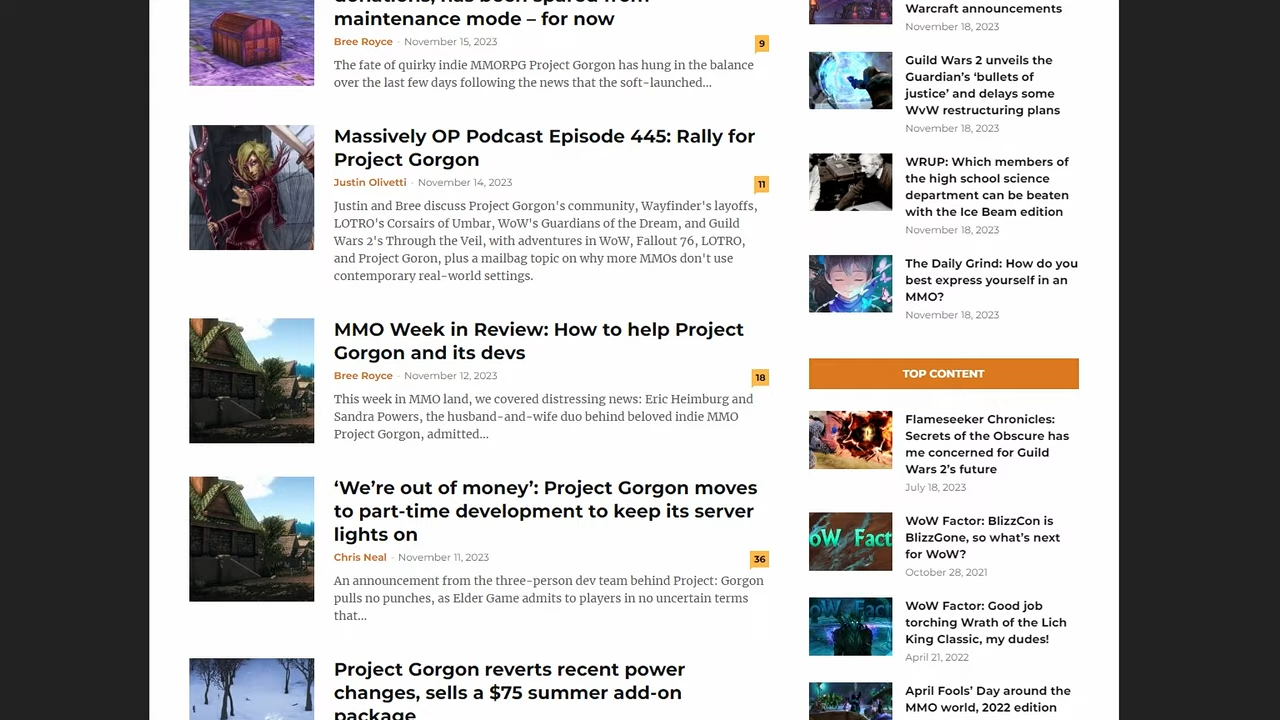 donations, has been spared from
maintenance mode – for now
Bree Royce - November 15, 2023
9
The fate of quirky indie MMORPG Project Gorgon has hung in the balance
over the last few days following the news that the soft-launched...
Massively OP Podcast Episode 445: Rally for
Project Gorgon
Justin Olivetti - November 14, 2023
11
Justin and Bree discuss Project Gorgon's community, Wayfinder's layoffs,
LOTRO's Corsairs of Umbar, WoW's Guardians of the Dream, and Guild
Wars 2's Through the Veil, with adventures in WoW, Fallout 76, LOTRO,
and Project Goron, plus a mailbag topic on why more MMOs don't use
contemporary real-world settings.
MMO Week in Review: How to help Project
Gorgon and its devs
Bree Royce - November 12, 2023
18
This week in MMO land, we covered distressing news: Eric Heimburg and
Sandra Powers, the husband-and-wife duo behind beloved indie MMO
Project Gorgon, admitted...
‘We’re out of money’: Project Gorgon moves
to part-time development to keep its server
lights on
Chris Neal - November 11, 2023
36
An announcement from the three-person dev team behind Project: Gorgon
pulls no punches, as Elder Game admits to players in no uncertain terms
that...
Project Gorgon reverts recent power
changes, sells a $75 summer add-on
package
Warcraft announcements
November 18, 2023
Guild Wars 2 unveils the
Guardian’s ‘bullets of
justice’ and delays some
WvW restructuring plans
November 18, 2023
WRUP: Which members of
the high school science
department can be beaten
with the Ice Beam edition
November 18, 2023
The Daily Grind: How do you
best express yourself in an
MMO?
November 18, 2023
TOP CONTENT
Flameseeker Chronicles:
Secrets of the Obscure has
me concerned for Guild
Wars 2’s future
July 18, 2023
oW Fact
WoW Factor: BlizzCon is
BlizzGone, so what’s next
for WoW?
October 28, 2021
oW Fact
WoW Factor: Good job
torching Wrath of the Lich
King Classic, my dudes!
April 21, 2022
April Fools’ Day around the
MMO world, 2022 edition